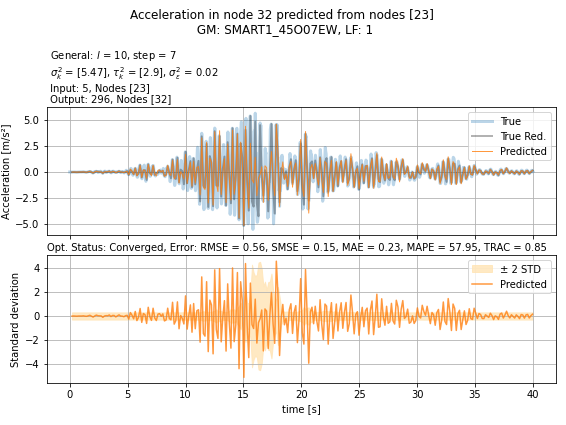 Acceleration in node 32 predicted from nodes [23]
GM: SMART1_45O07EW, LF: 1
General: l = 10, step = 7
σ²ₖ = [5.47], τ²ₖ = [2.9], σ²ε = 0.02
Input: 5, Nodes [23]
Output: 296, Nodes [32]
Acceleration [m/s²]
5.0
2.5
0.0
−2.5
−5.0
True
True Red.
Predicted
Opt. Status: Converged, Error: RMSE = 0.56, SMSE = 0.15, MAE = 0.23, MAPE = 57.95, TRAC = 0.85
Standard deviation
4
2
0
−2
−4
± 2 STD
Predicted
0 5 10 15 20 25 30 35 40
time [s]